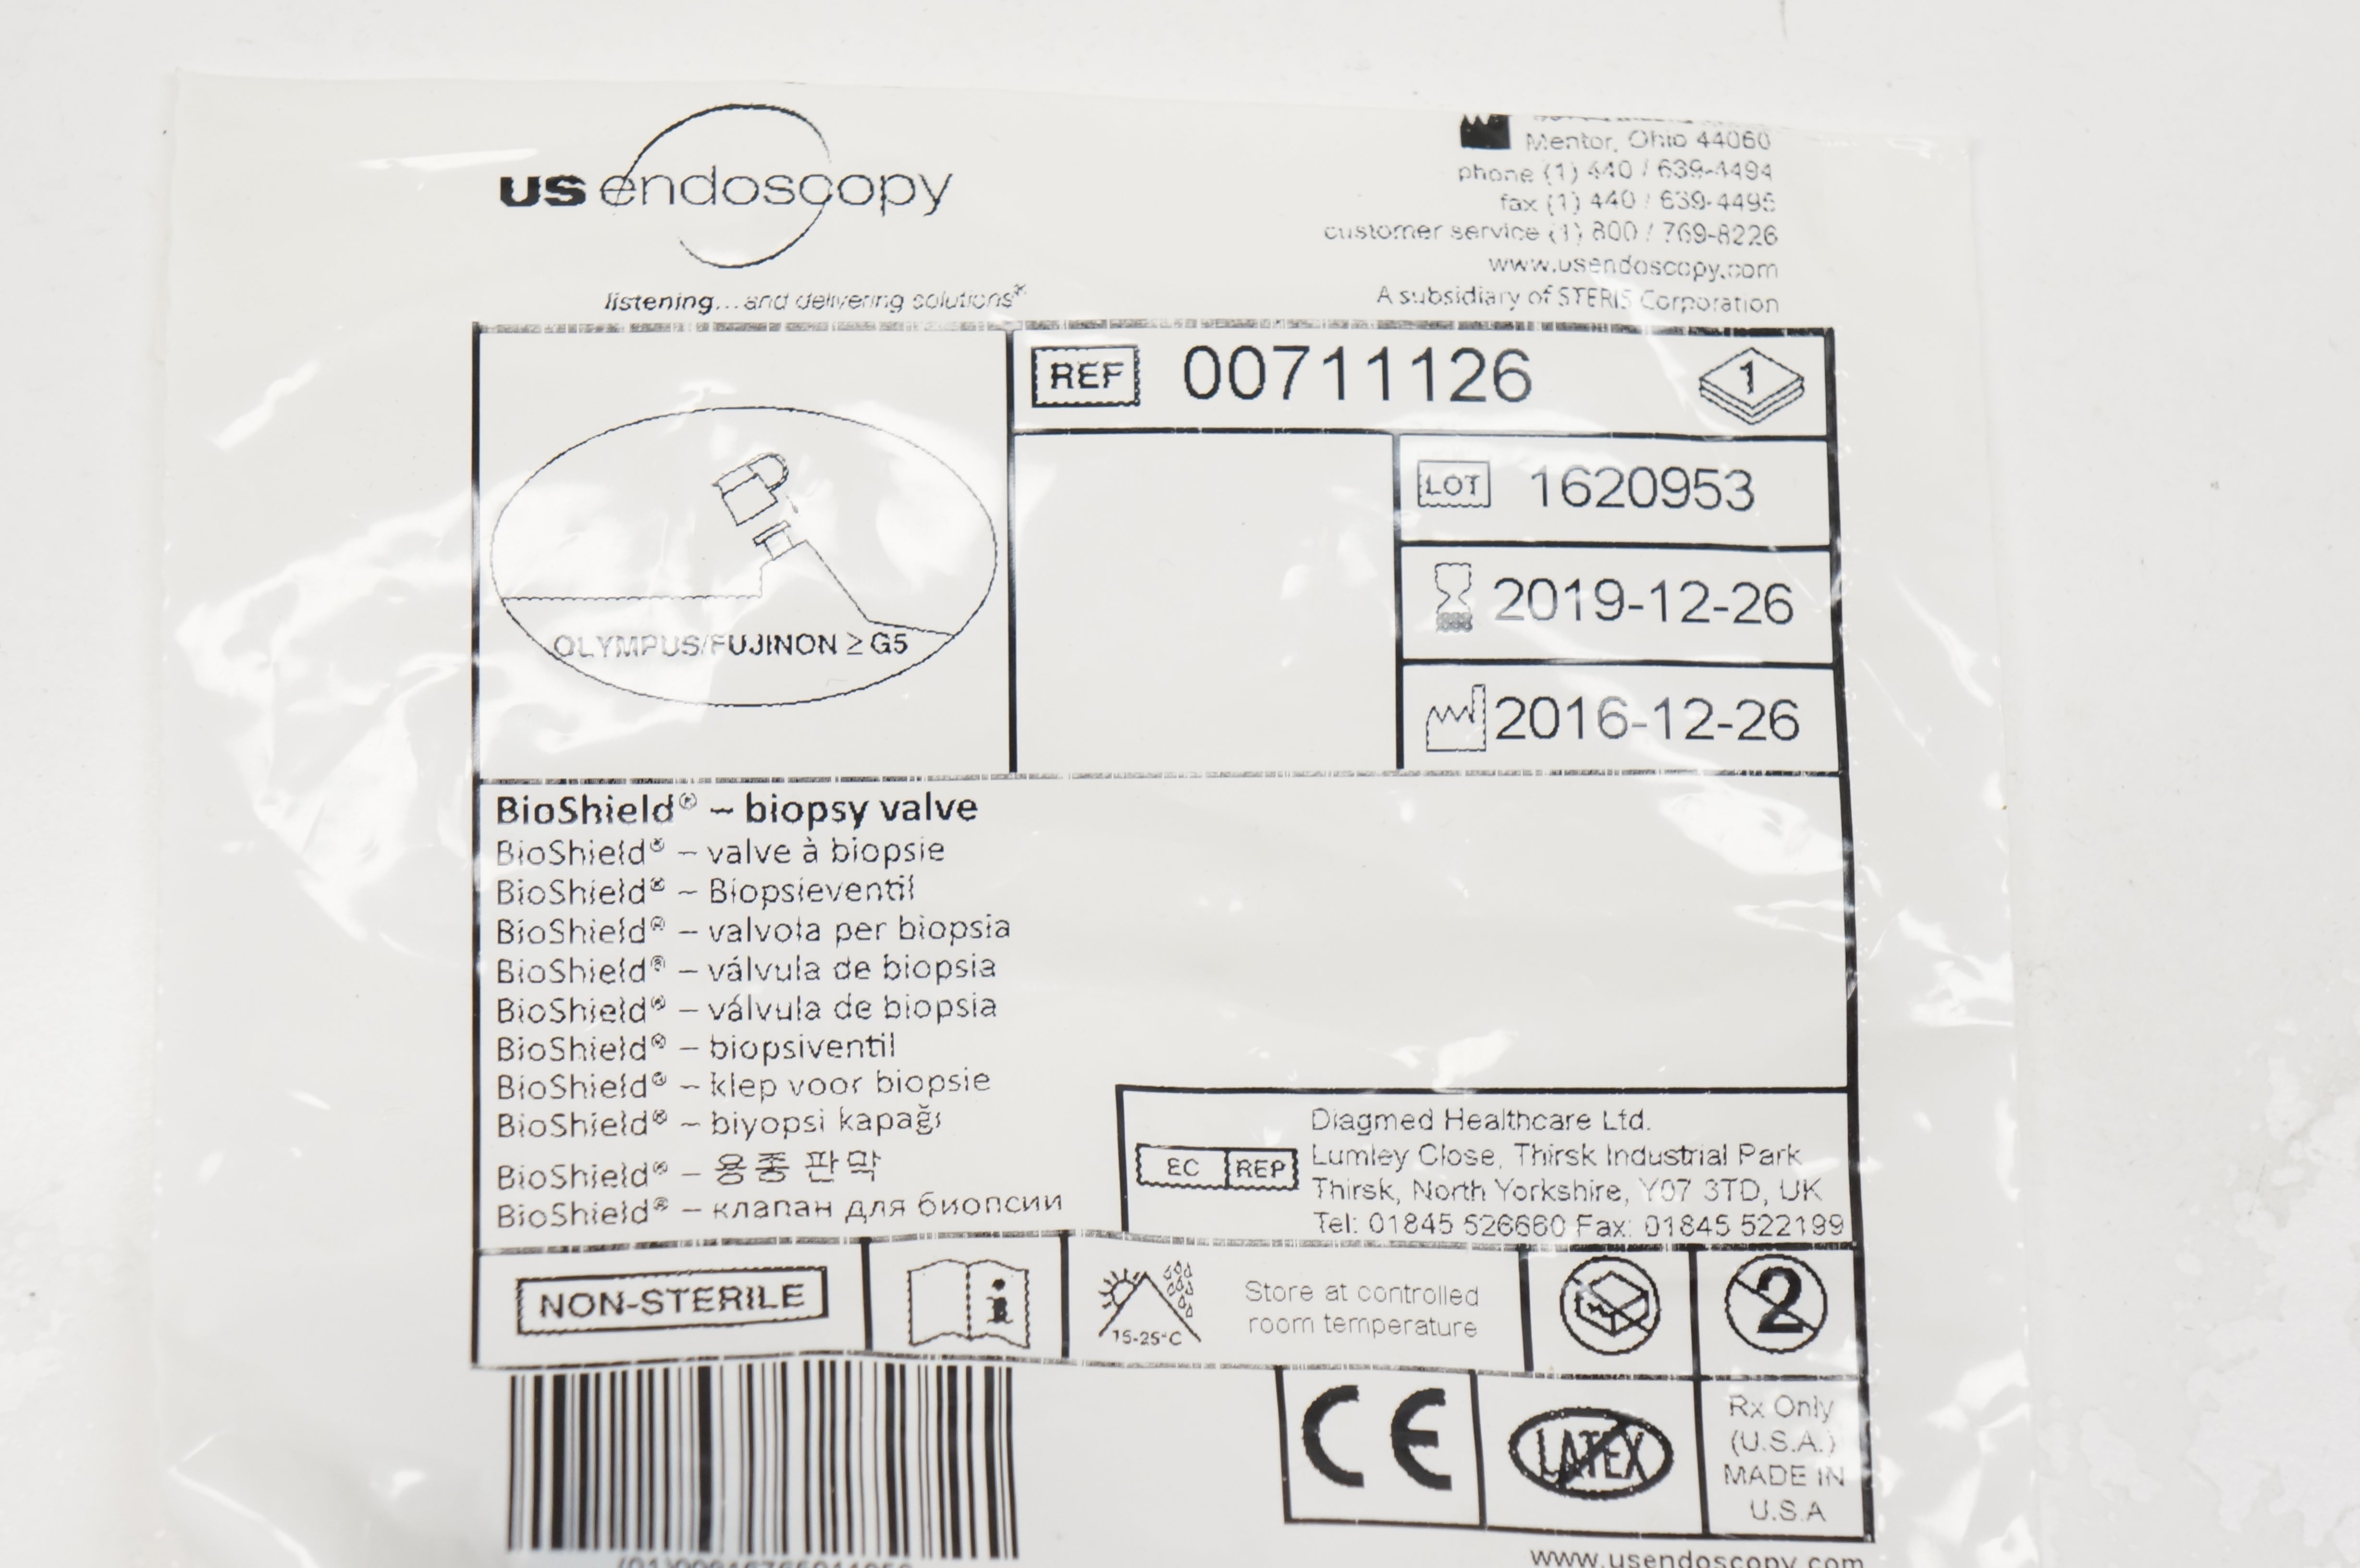 us endoscopy
listening...and delivering solutions®
Mentor, Ohio 44060
phone (1) 440 / 639-4494
fax (1) 440 / 639-4495
customer service (1) 800 / 769-8226
www.usendoscopy.com
A subsidiary of STERIS Corporation
REF 00711126 1
LOT 1620953
2019-12-26
2016-12-26
OLYMPUS/FUJINON ≥ G5
BioShield® – biopsy valve
BioShield® – valve à biopsie
BioShield® – Biopsieventil
BioShield® – valvola per biopsia
BioShield® – válvula de biopsia
BioShield® – válvula de biopsia
BioShield® – biopsiventil
BioShield® – klep voor biopsie
BioShield® – biyopsi kapağı
BioShield® – 용종 판막
BioShield® – клапан для биопсии
EC REP
Diagmed Healthcare Ltd.
Lumley Close, Thirsk Industrial Park
Thirsk, North Yorkshire, Y07 3TD, UK
Tel: 01845 526660 Fax: 01845 522199
NON-STERILE
15-25°C
Store at controlled
room temperature
2
CE
LATEX
Rx Only
(U.S.A.)
MADE IN
U.S.A
www.usendoscopy.com